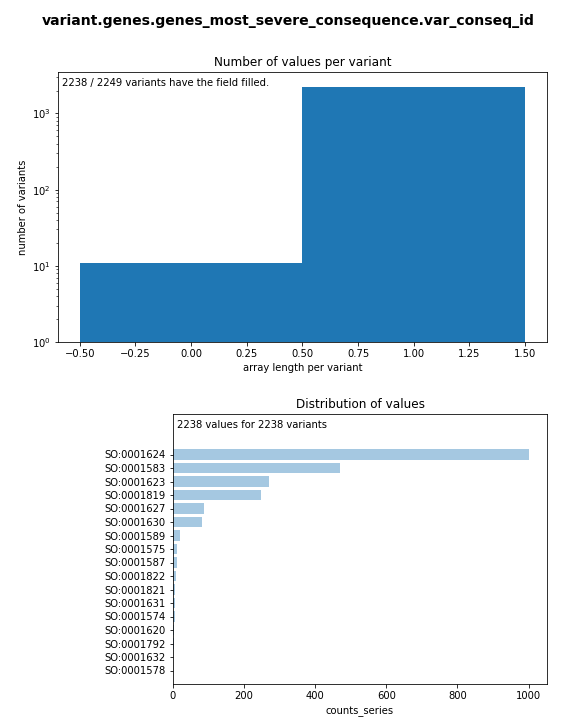 variant.genes.genes_most_severe_consequence.var_conseq_id
Number of values per variant
2238 / 2249 variants have the field filled.
10³
10²
10¹
10⁰
number of variants
−0.50
−0.25
0.00
0.25
0.50
0.75
1.00
1.25
1.50
array length per variant
Distribution of values
2238 values for 2238 variants
SO:0001624
SO:0001583
SO:0001623
SO:0001819
SO:0001627
SO:0001630
SO:0001589
SO:0001575
SO:0001587
SO:0001822
SO:0001821
SO:0001631
SO:0001574
SO:0001620
SO:0001792
SO:0001632
SO:0001578
0
200
400
600
800
1000
counts_series